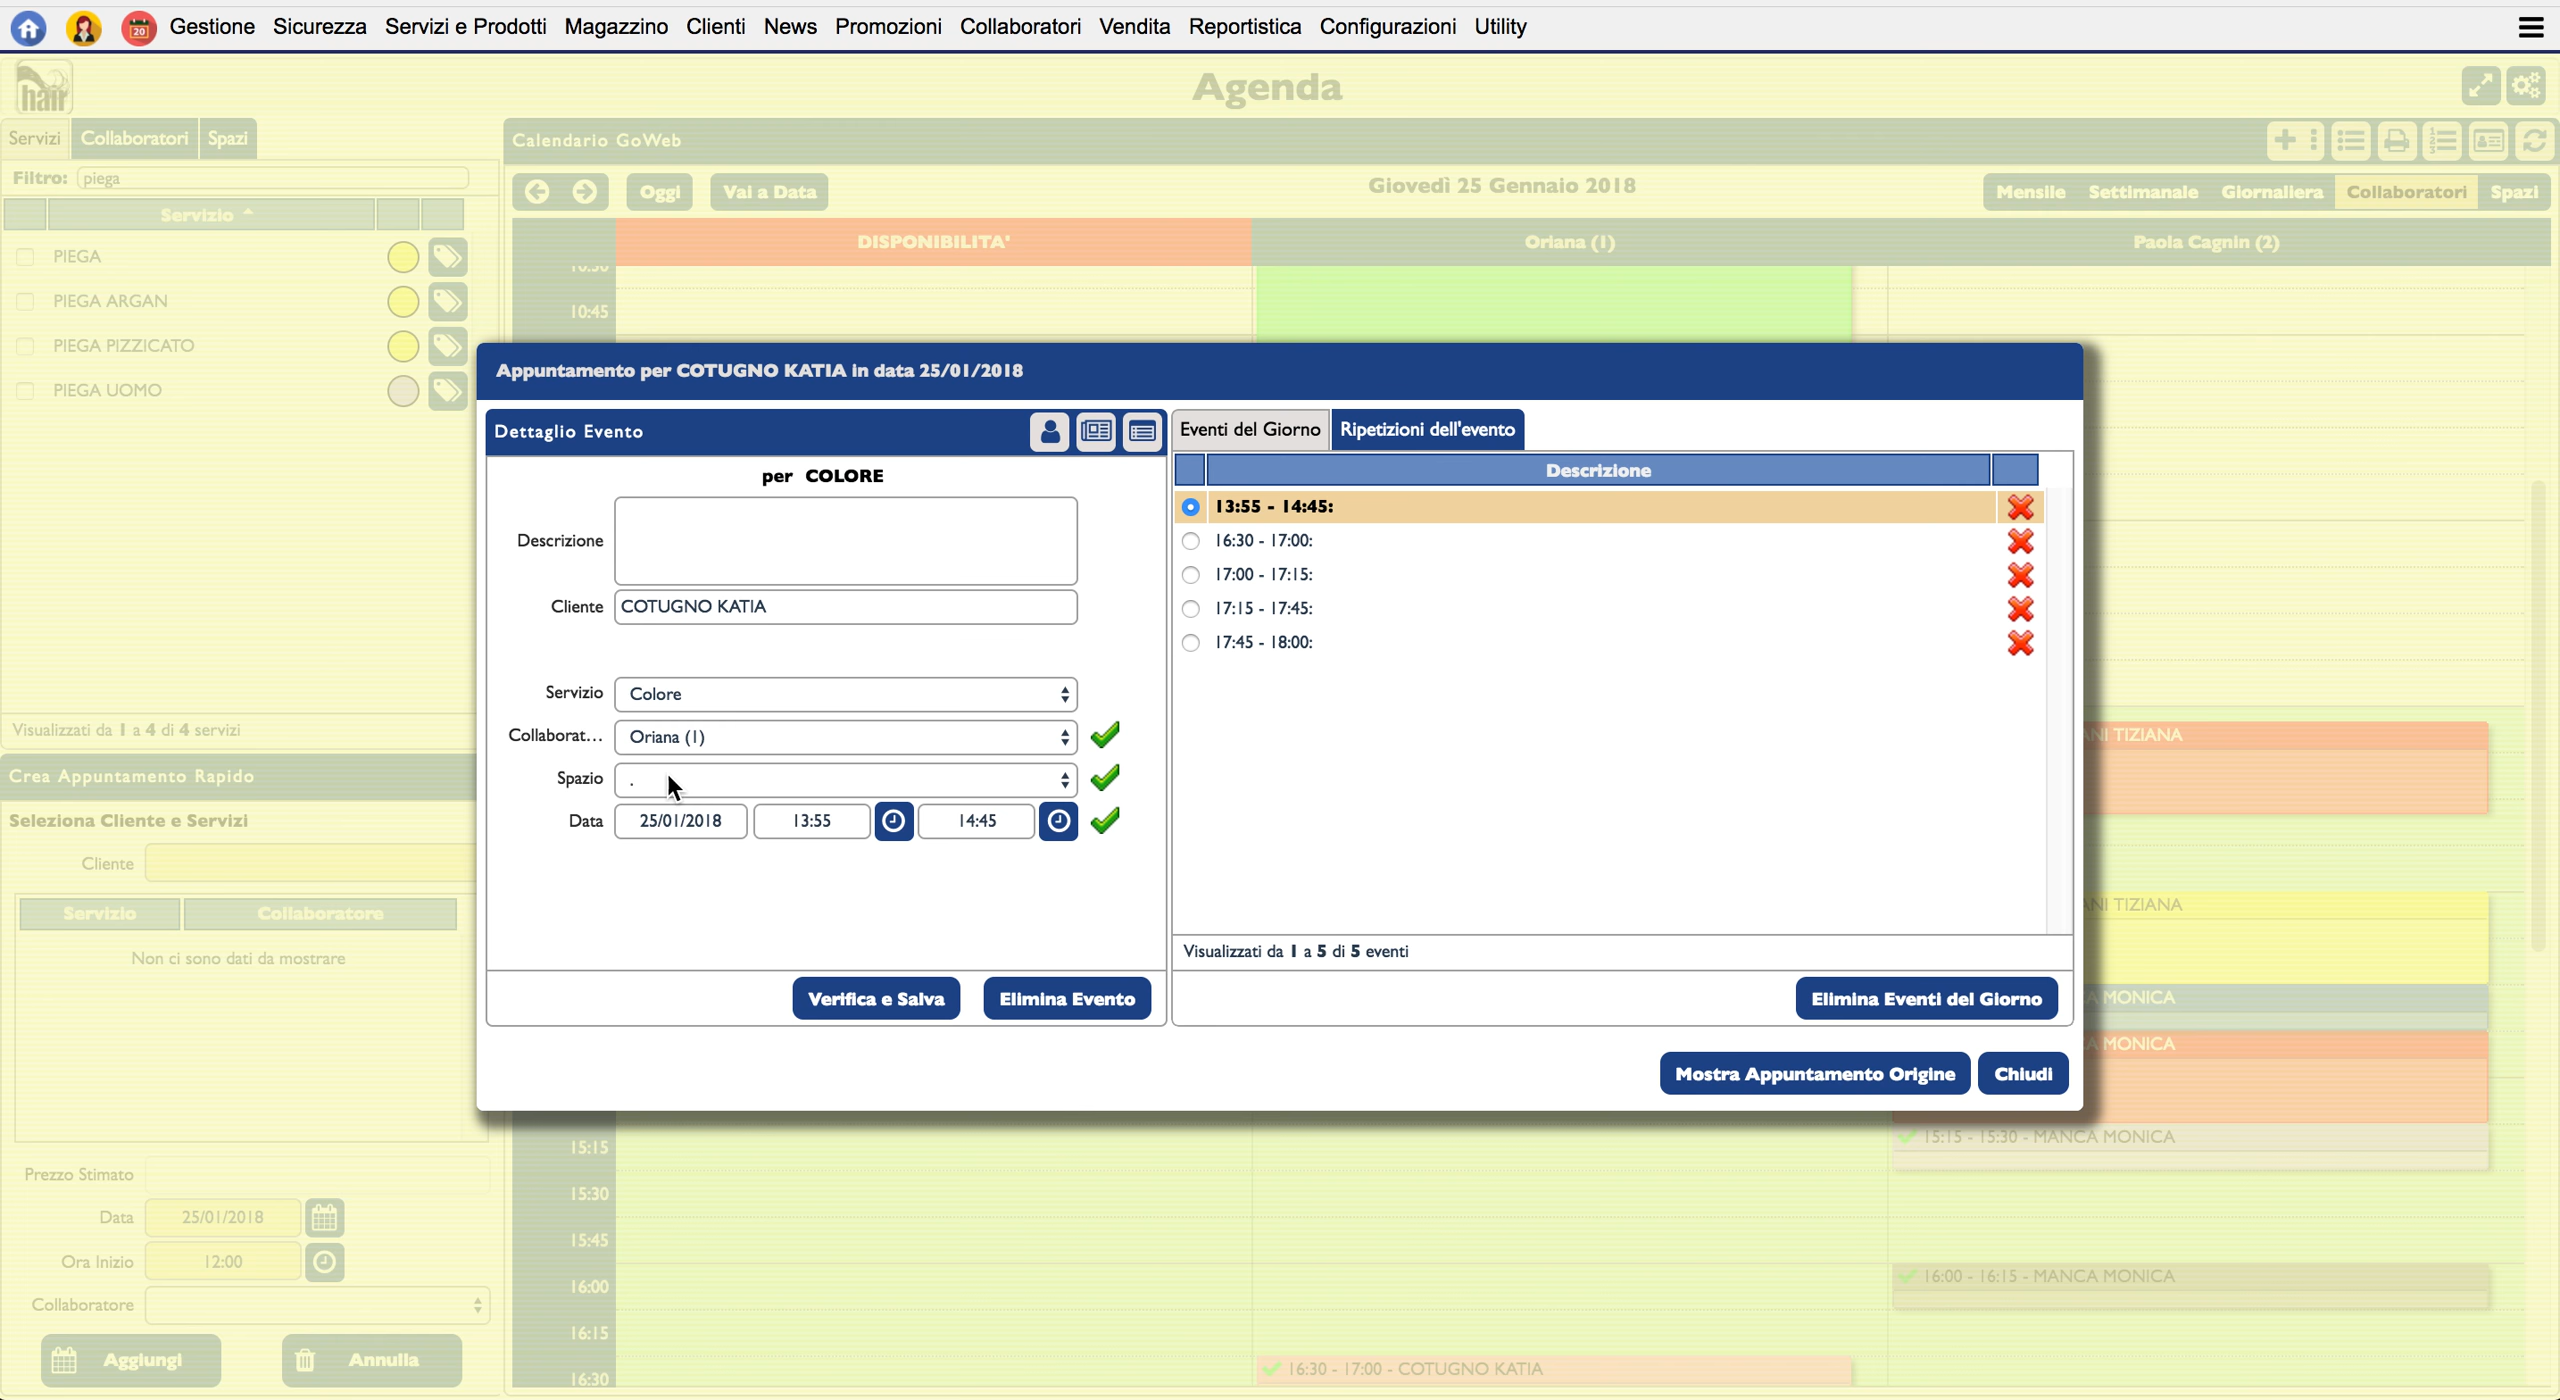 20 Gestione Sicurezza Servizi e Prodotti Magazzino Clienti News Promozioni Collaboratori Vendita Reportistica Configurazioni Utility
hair
Agenda
Servizi Collaboratori Spazi
Filtro: piega
Servizio
PIEGA
PIEGA ARGAN
PIEGA PIZZICATO
PIEGA UOMO
Visualizzati da 1 a 4 di 4 servizi
Crea Appuntamento Rapido
Seleziona Cliente e Servizi
Cliente
Servizio Collaboratore
Non ci sono dati da mostrare
Prezzo Stimato
Data 25/01/2018
Ora Inizio 12:00
Collaboratore
Aggiungi Annulla
Calendario GoWeb
Oggi Vai a Data
Giovedì 25 Gennaio 2018
Mensile Settimanale Giornaliera Collaboratori Spazi
DISPONIBILITA' Oriana (1) Paola Cagnin (2)
10:45
Appuntamento per COTUGNO KATIA in data 25/01/2018
Dettaglio Evento
per COLORE
Descrizione
Cliente COTUGNO KATIA
Servizio Colore
Collaborat... Oriana (1)
Spazio .
Data 25/01/2018 13:55 14:45
Verifica e Salva Elimina Evento
Eventi del Giorno Ripetizioni dell'evento
Descrizione
13:55 - 14:45:
16:30 - 17:00:
17:00 - 17:15:
17:15 - 17:45:
17:45 - 18:00:
Visualizzati da 1 a 5 di 5 eventi
Elimina Eventi del Giorno
Mostra Appuntamento Origine Chiudi
TIZIANA
TIZIANA
MONICA
MONICA
15:15
15:15 - 15:30 - MANCA MONICA
15:30
15:45
16:00
16:00 - 16:15 - MANCA MONICA
16:15
16:30
16:30 - 17:00 - COTUGNO KATIA